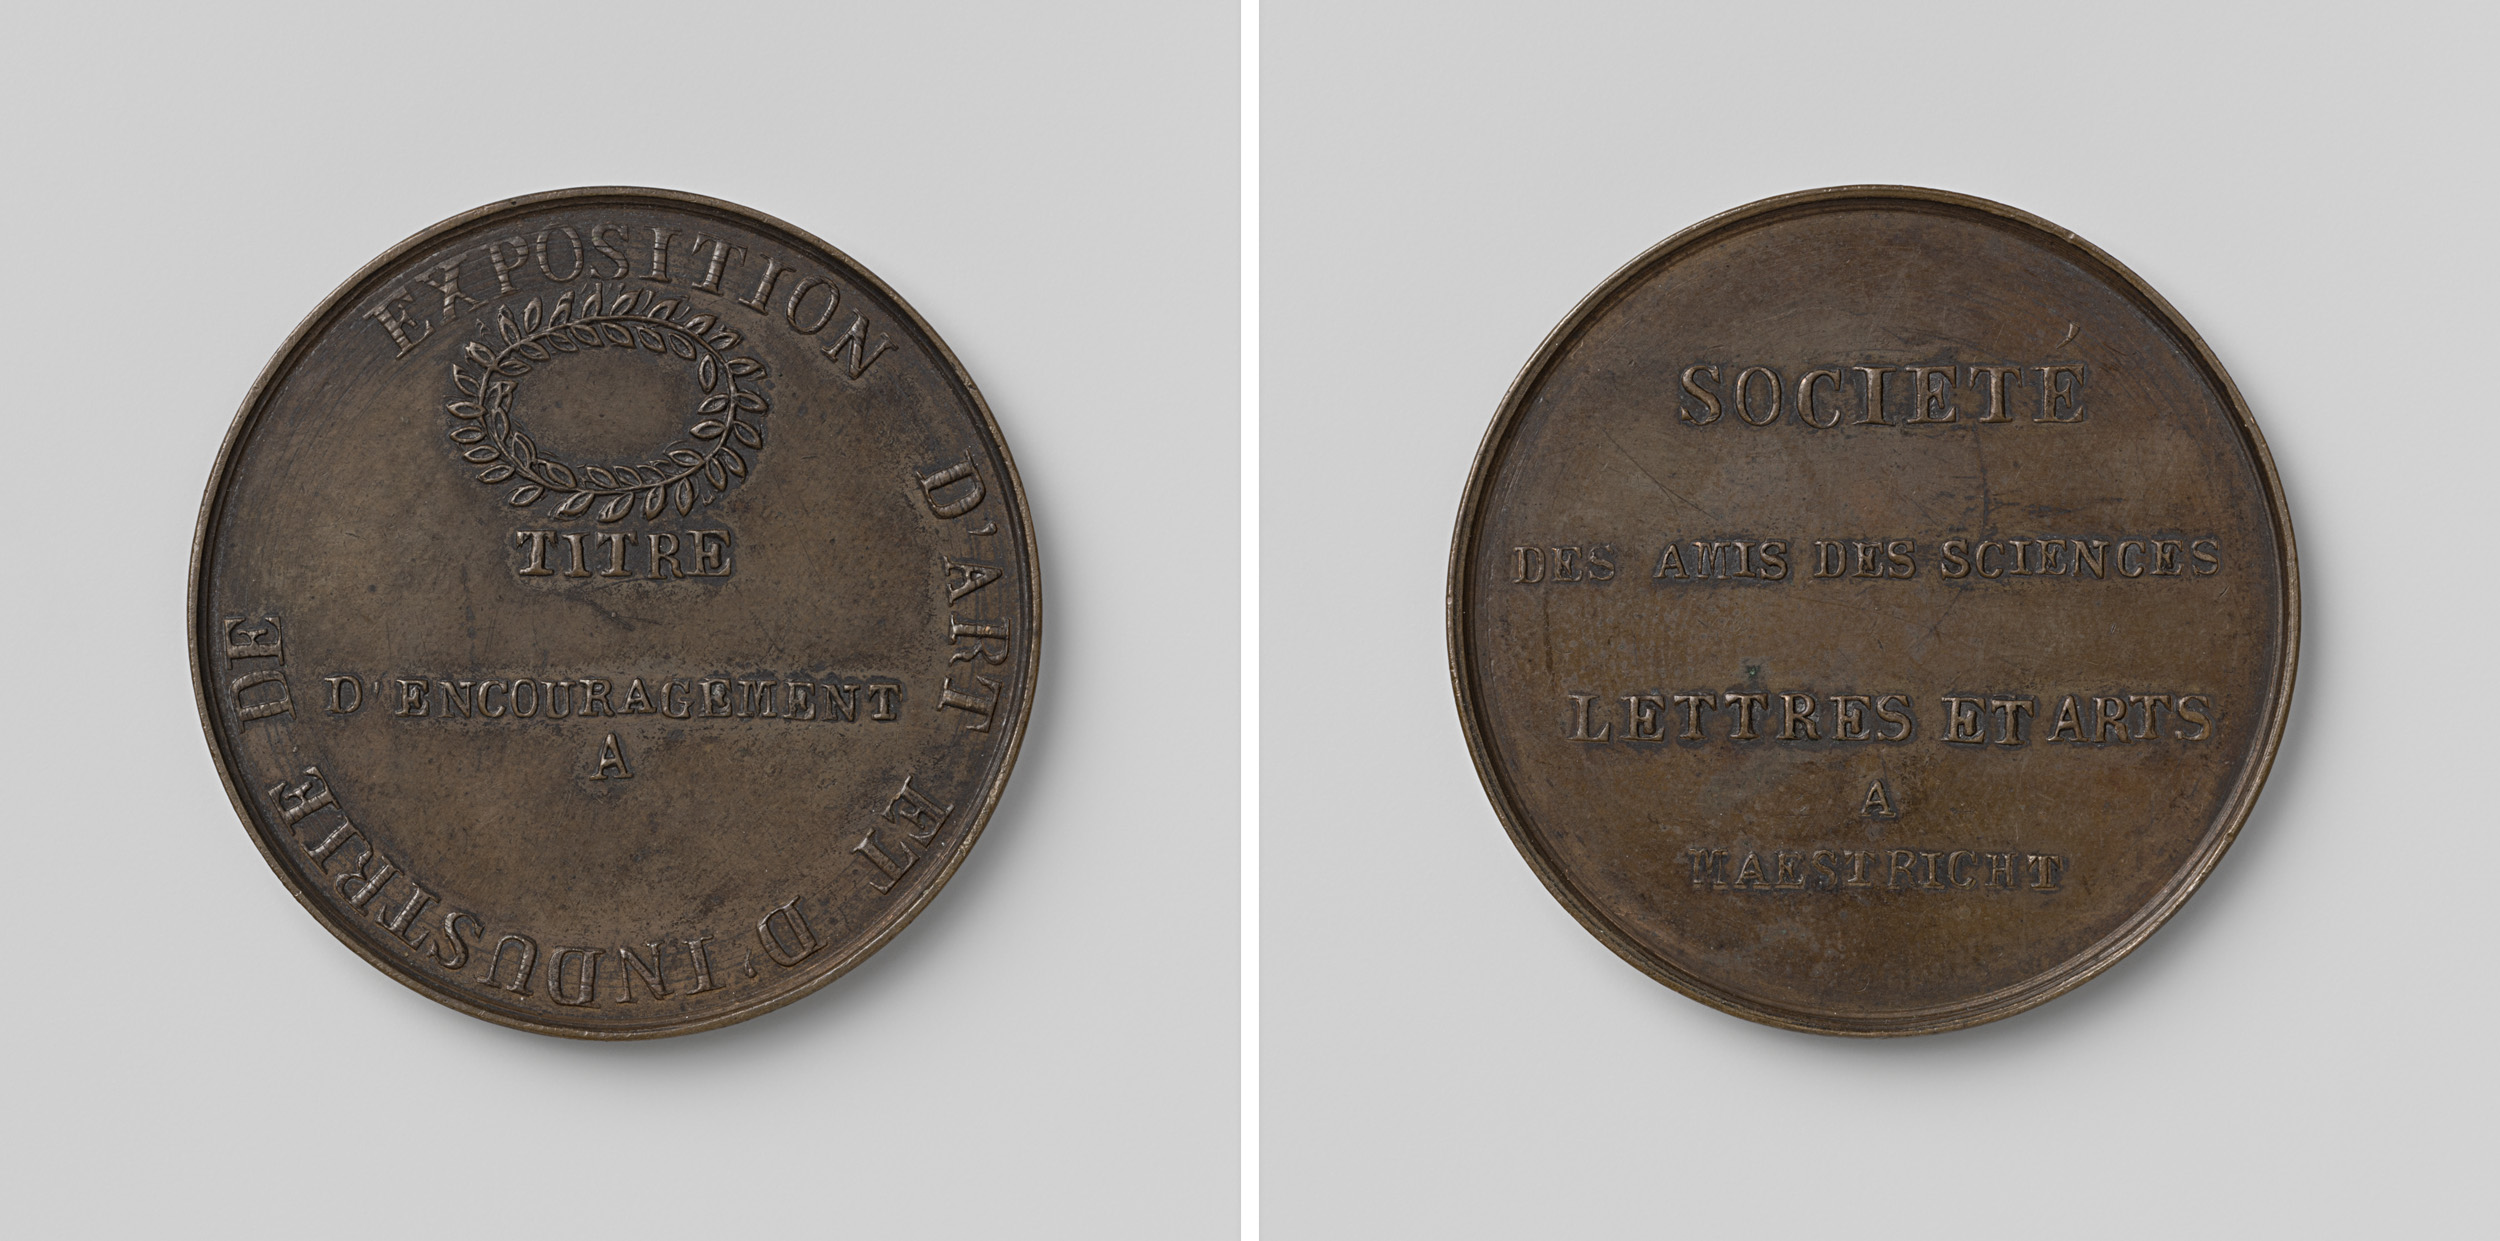 EXPOSITION D'ART ET D'INDUSTRIE DE
TITRE
D'ENCOURAGEMENT
A
SOCIETÉ
DES AMIS DES SCIENCES
LETTRES ET ARTS
A
MAESTRICHT